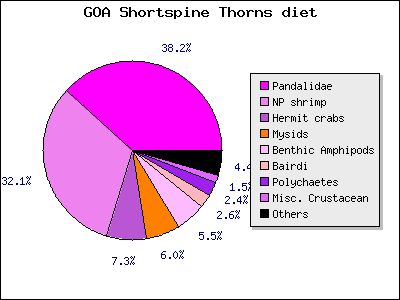 GOA Shortspine Thorns diet
38.2%
32.1%
7.3%
6.0%
5.5%
2.6%
2.4%
1.5%
4.4
Pandalidae
NP shrimp
Hermit crabs
Mysids
Benthic Amphipods
Bairdi
Polychaetes
Misc. Crustacean
Others